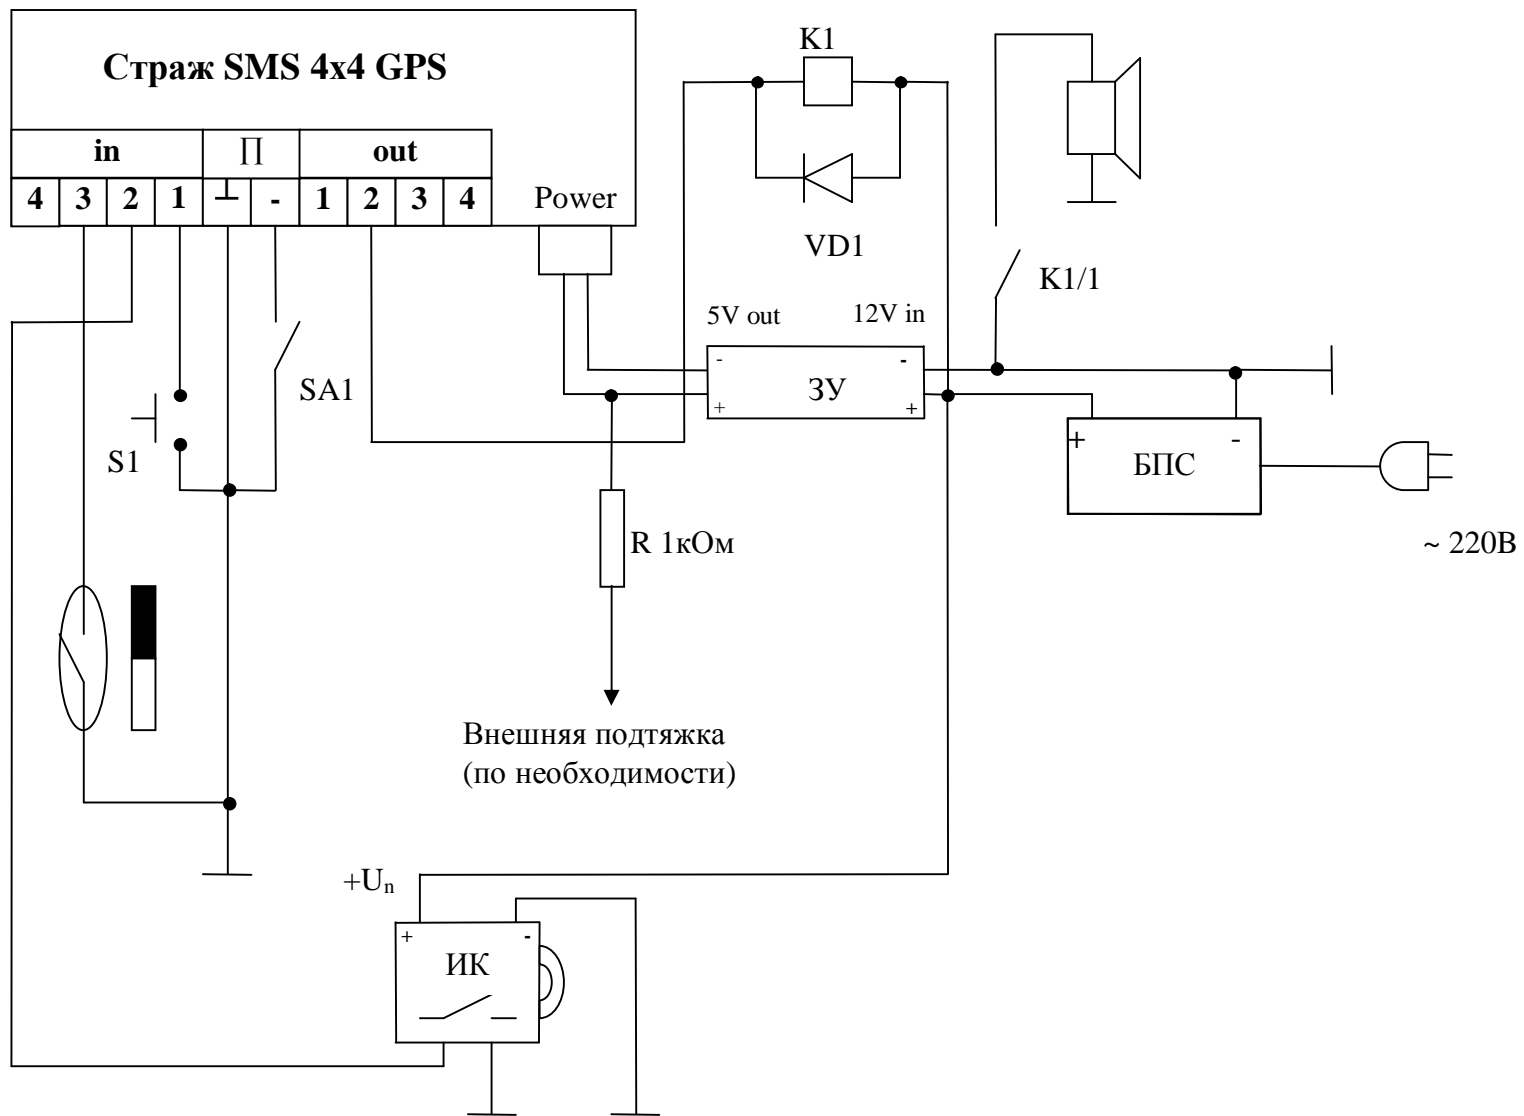 Страж SMS 4x4 GPS
in ∏ out
4 3 2 1 ┴ - 1 2 3 4
Power
K1
VD1
K1/1
5V out
12V in
- -
ЗУ
+ +
SA1
S1
+ -
БПС
~ 220В
R 1кОм
Внешняя подтяжка
(по необходимости)
+Un
+ -
ИК